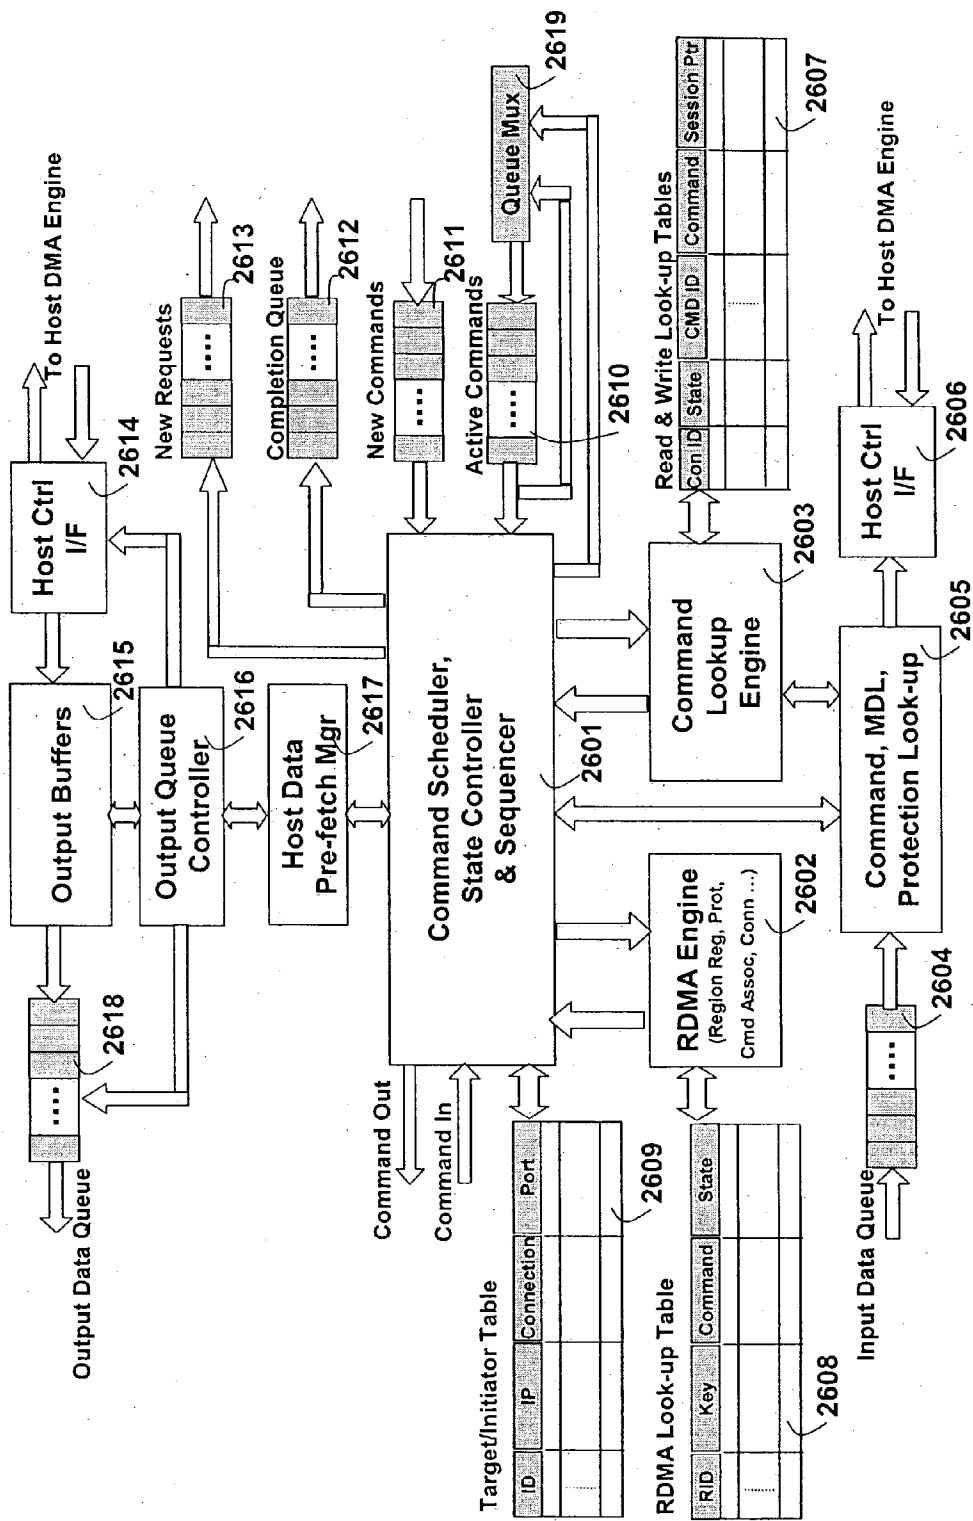 Output Data Queue
2618
Output Buffers
2615
Host Ctrl
I/F
2614
To Host DMA Engine
Output Queue
Controller
2616
New Requests
2613
Host Data
Pre-fetch Mgr
2617
Completion Queue
2612
Command Out
Command In
Command Scheduler,
State Controller
& Sequencer
2601
New Commands
2611
Active Commands
2610
Queue Mux
2619
Target/Initiator Table
ID
IP
Connection
Port
2609
RDMA Look-up Table
RID
Key
Command
State
2608
RDMA Engine
(Region Reg, Prot,
Cmd Assoc, Conn ...)
2602
Command
Lookup
Engine
2603
Read & Write Look-up Tables
Con ID
State
CMD ID
Command
Session Ptr
2607
Input Data Queue
2604
Command, MDL,
Protection Look-up
2605
Host Ctrl
I/F
2606
To Host DMA Engine